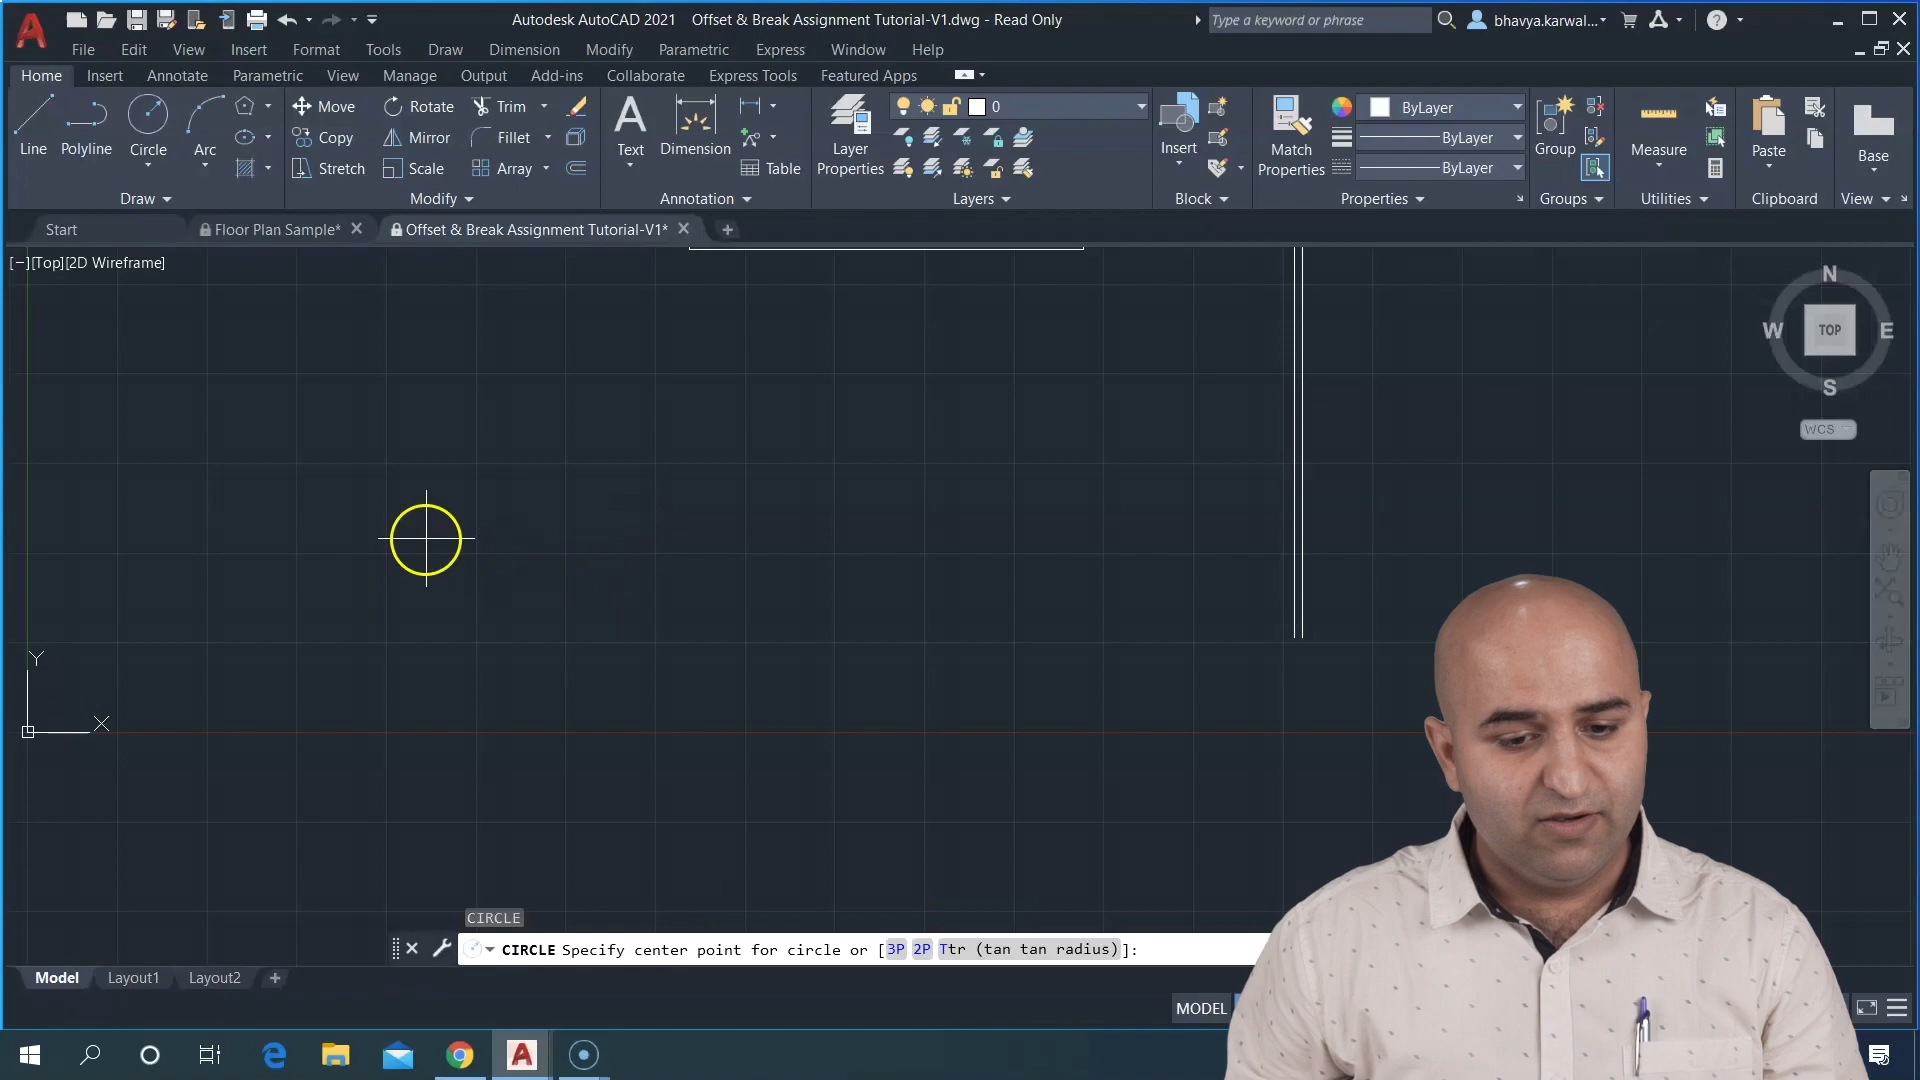 Autodesk AutoCAD 2021 Offset & Break Assignment Tutorial-V1.dwg - Read Only
Type a keyword or phrase
bhavya.karwal...
File Edit View Insert Format Tools Draw Dimension Modify Parametric Express Window Help
Home Insert Annotate Parametric View Manage Output Add-ins Collaborate Express Tools Featured Apps
Move Rotate Trim 0 ByLayer
Copy Mirror Fillet ByLayer
Line Polyline Circle Arc Text Dimension Layer Properties Insert Match Properties Group Measure Paste Base
Stretch Scale Array Table ByLayer
Draw Modify Annotation Layers Block Properties Groups Utilities Clipboard View
Start Floor Plan Sample* Offset & Break Assignment Tutorial-V1*
[−][Top][2D Wireframe]
N
W TOP E
S
WCS
Y
X
CIRCLE
CIRCLE Specify center point for circle or [3P 2P Ttr (tan tan radius)]:
Model Layout1 Layout2
MODEL